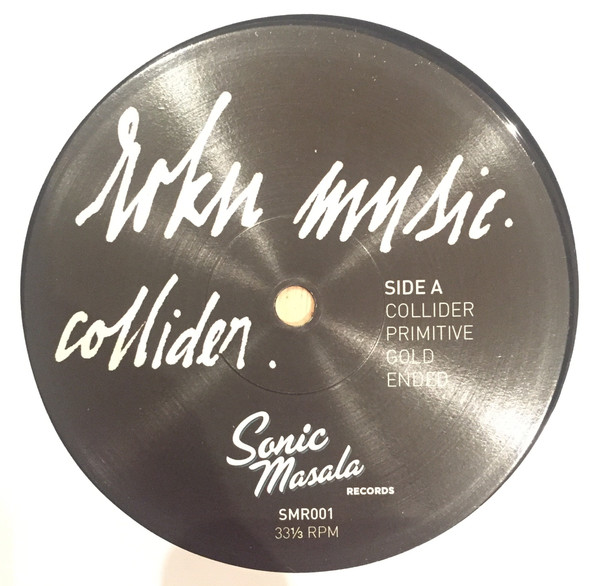 roku music.
collider.
SIDE A
COLLIDER
PRIMITIVE
GOLD
ENDED
Sonic
Masala
RECORDS
SMR001
33⅓ RPM